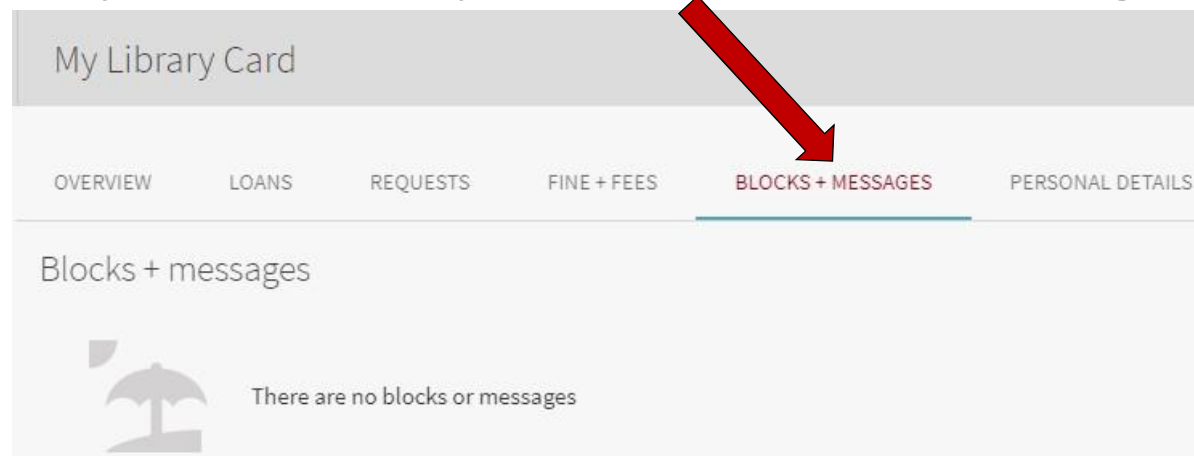 My Library Card
OVERVIEW LOANS REQUESTS FINE + FEES BLOCKS + MESSAGES PERSONAL DETAILS
Blocks + messages
There are no blocks or messages